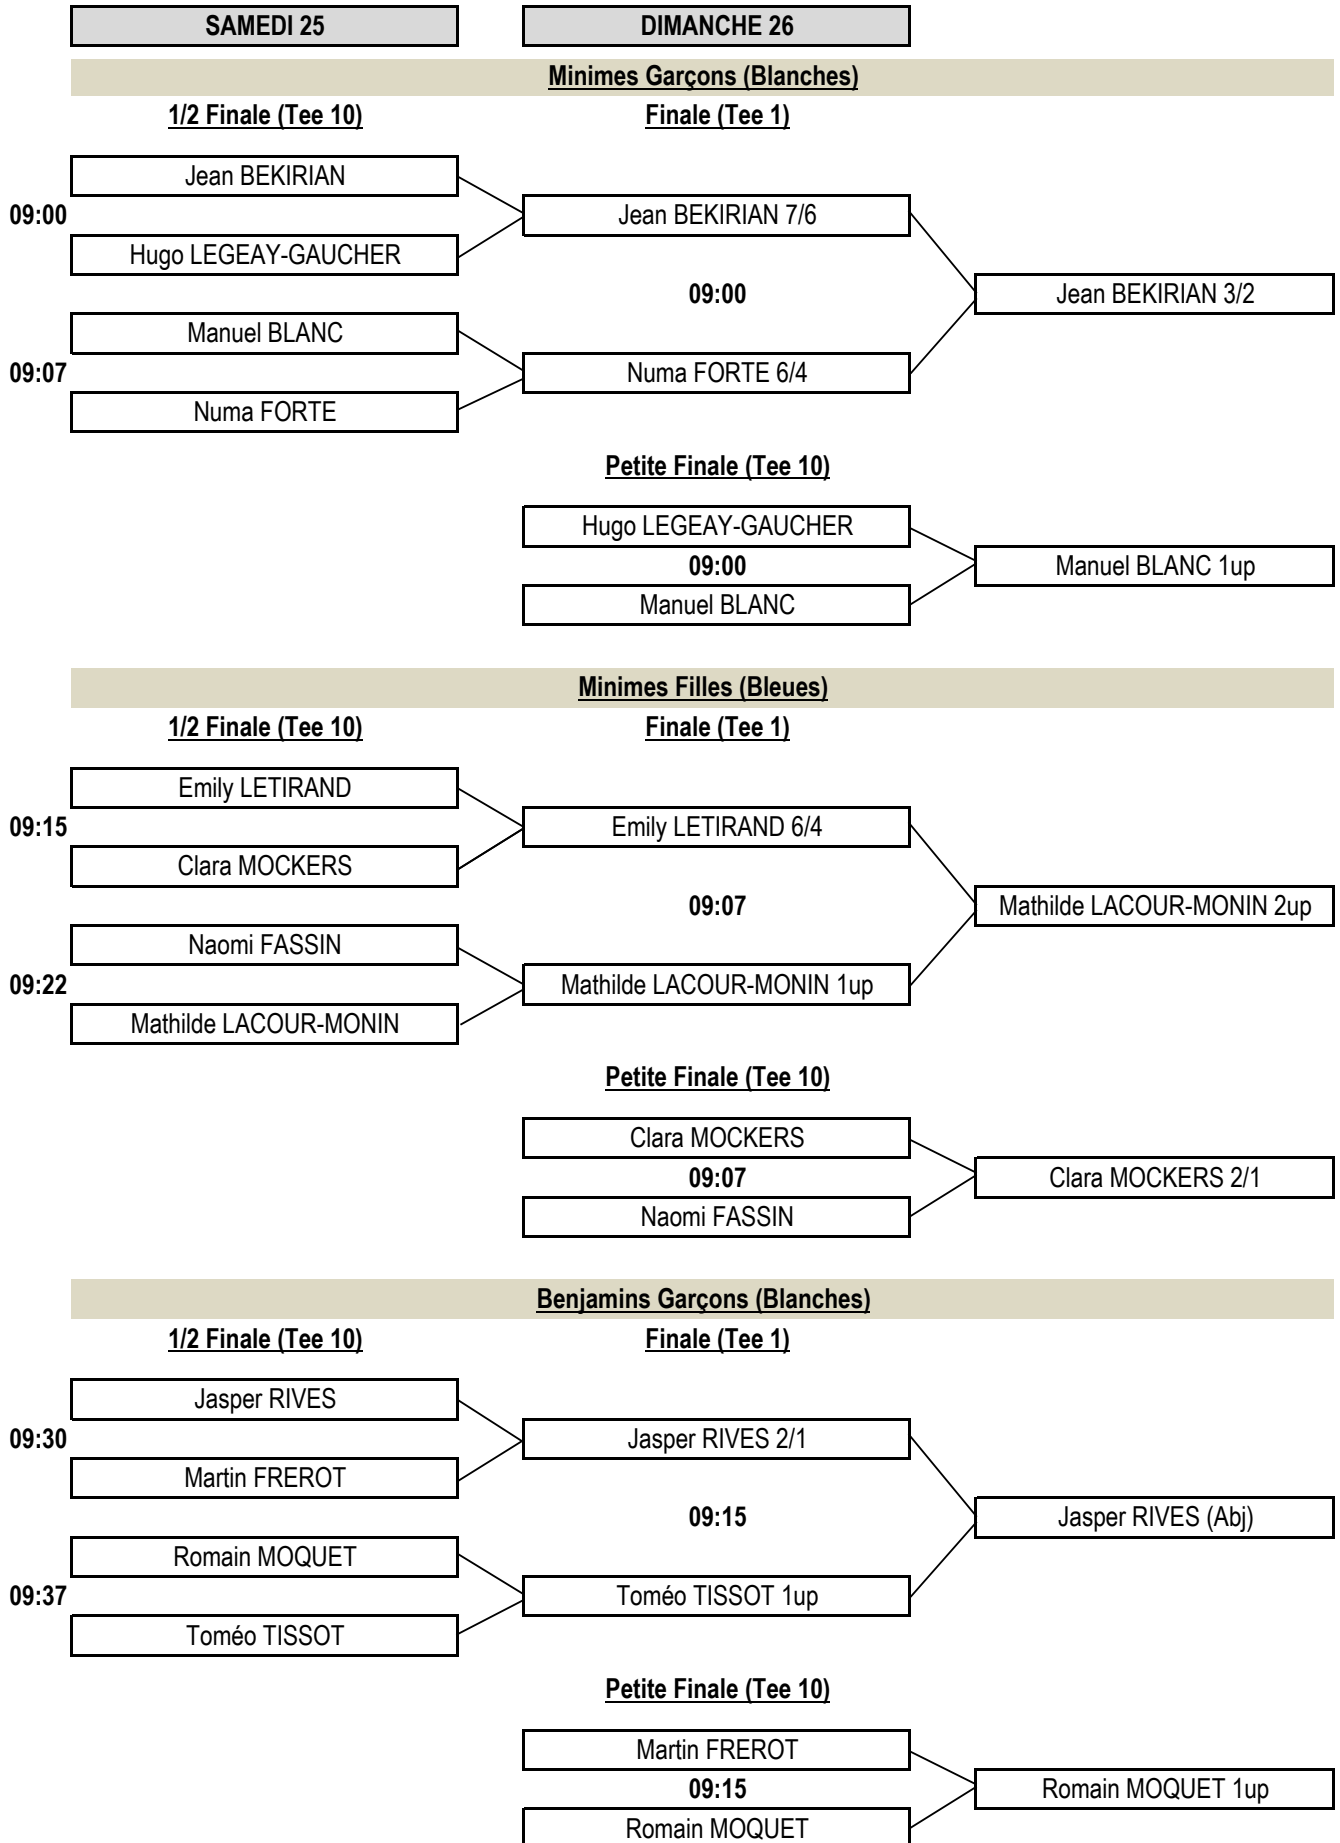 SAMEDI 25 DIMANCHE 26
Minimes Garçons (Blanches)
1/2 Finale (Tee 10) Finale (Tee 1)
Jean BEKIRIAN
09:00 Jean BEKIRIAN 7/6
Hugo LEGEAY-GAUCHER
09:00 Jean BEKIRIAN 3/2
Manuel BLANC
09:07 Numa FORTE 6/4
Numa FORTE
Petite Finale (Tee 10)
Hugo LEGEAY-GAUCHER
09:00 Manuel BLANC 1up
Manuel BLANC
Minimes Filles (Bleues)
1/2 Finale (Tee 10) Finale (Tee 1)
Emily LETIRAND
09:15 Emily LETIRAND 6/4
Clara MOCKERS
09:07 Mathilde LACOUR-MONIN 2up
Naomi FASSIN
09:22 Mathilde LACOUR-MONIN 1up
Mathilde LACOUR-MONIN
Petite Finale (Tee 10)
Clara MOCKERS
09:07 Clara MOCKERS 2/1
Naomi FASSIN
Benjamins Garçons (Blanches)
1/2 Finale (Tee 10) Finale (Tee 1)
Jasper RIVES
09:30 Jasper RIVES 2/1
Martin FREROT
09:15 Jasper RIVES (Abj)
Romain MOQUET
09:37 Toméo TISSOT 1up
Toméo TISSOT
Petite Finale (Tee 10)
Martin FREROT
09:15 Romain MOQUET 1up
Romain MOQUET